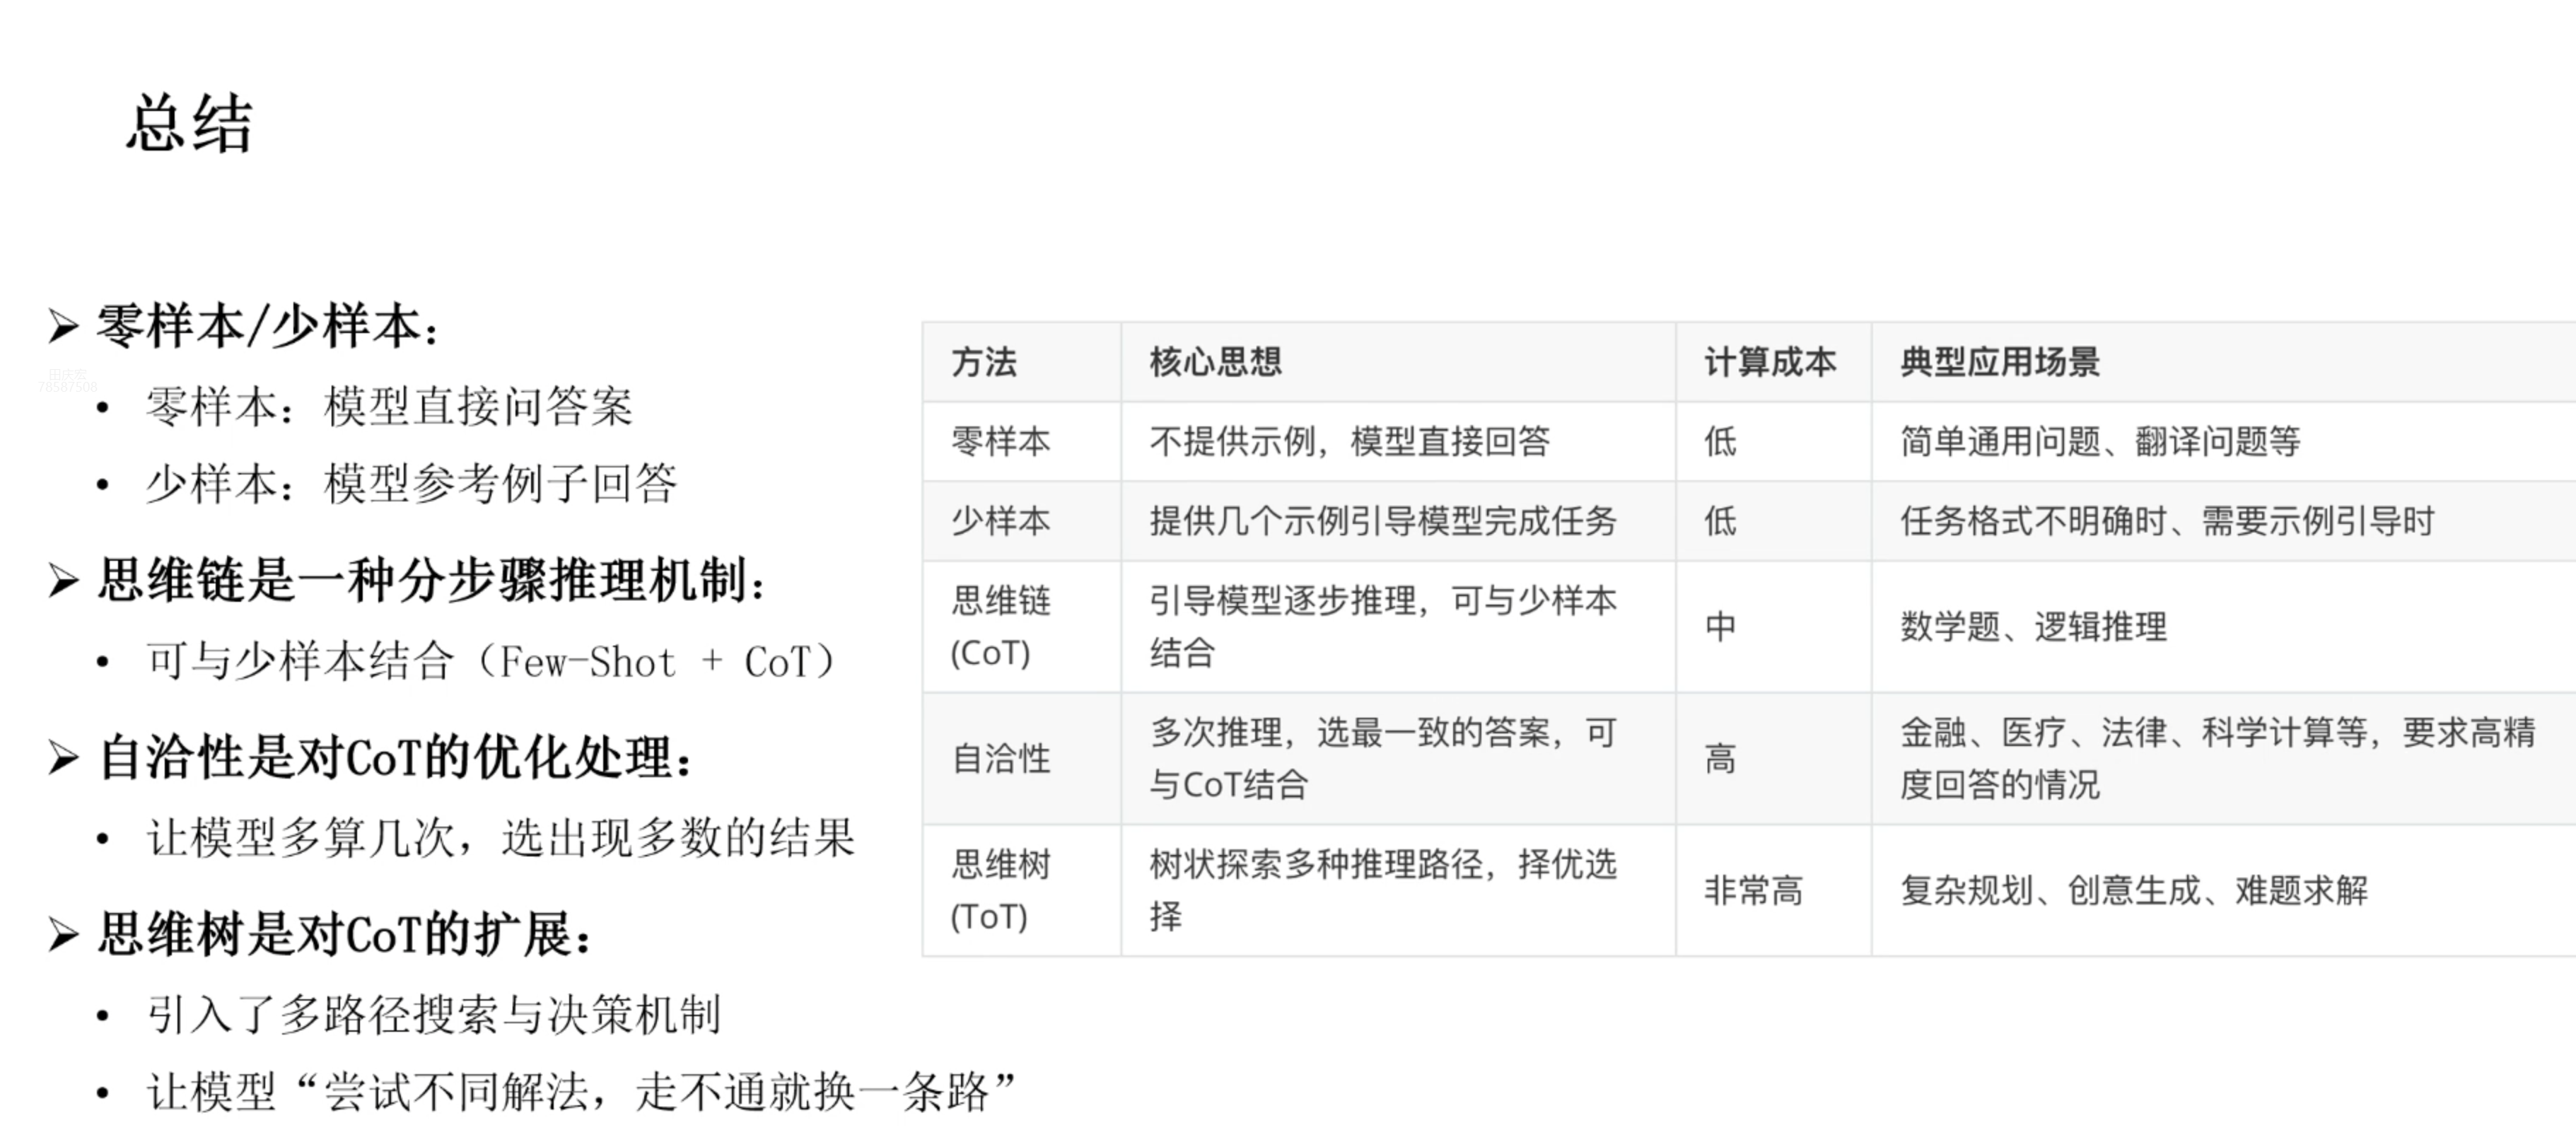 总结
➢ 零样本/少样本：
田庆宏
78587508
• 零样本：模型直接问答案
• 少样本：模型参考例子回答
➢ 思维链是一种分步骤推理机制：
• 可与少样本结合（Few-Shot + CoT）
➢ 自洽性是对CoT的优化处理：
• 让模型多算几次，选出现多数的结果
➢ 思维树是对CoT的扩展：
• 引入了多路径搜索与决策机制
• 让模型“尝试不同解法，走不通就换一条路”
方法 核心思想 计算成本 典型应用场景
零样本 不提供示例，模型直接回答 低 简单通用问题、翻译问题等
少样本 提供几个示例引导模型完成任务 低 任务格式不明确时、需要示例引导时
思维链
(CoT)
引导模型逐步推理，可与少样本
结合
中
数学题、逻辑推理
自洽性
多次推理，选最一致的答案，可
与CoT结合
高
金融、医疗、法律、科学计算等，要求高精
度回答的情况
思维树
(ToT)
树状探索多种推理路径，择优选
择
非常高
复杂规划、创意生成、难题求解